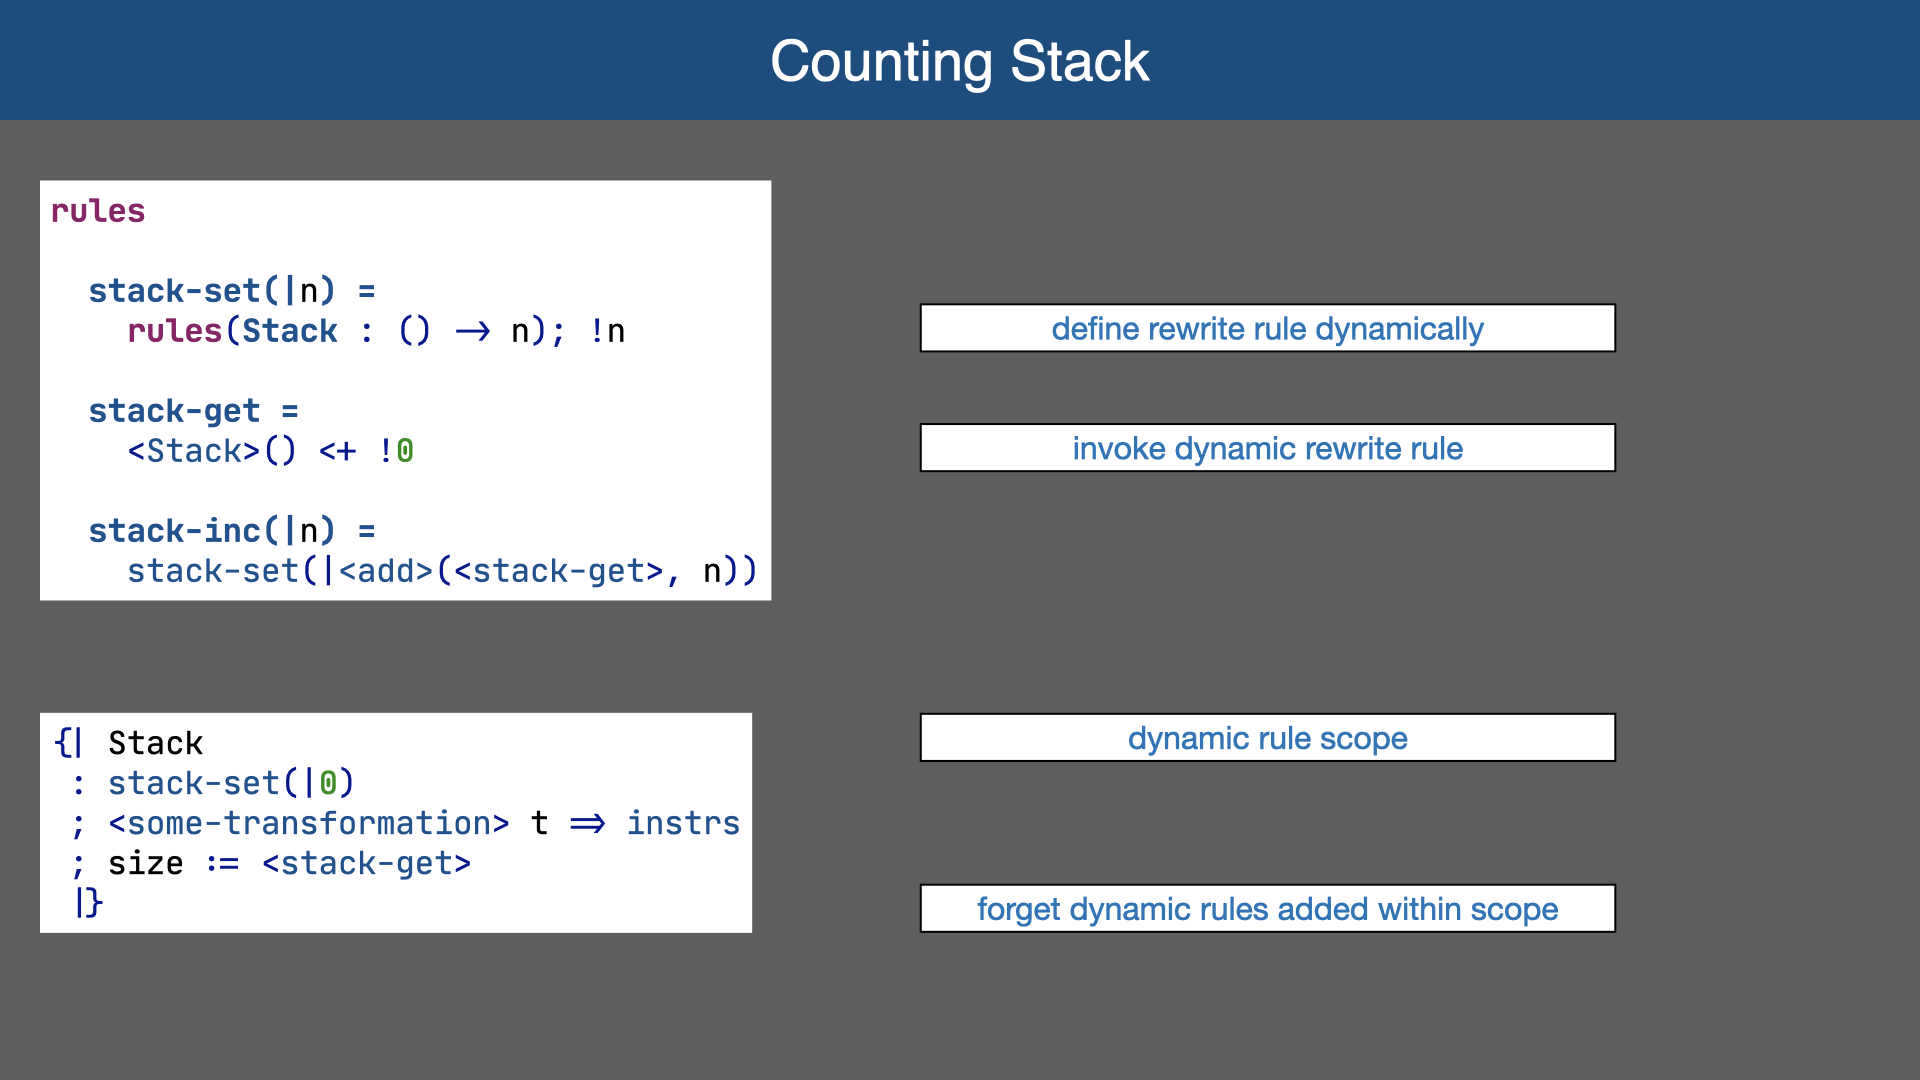 Counting Stack
rules
stack-set(|n) =
rules(Stack : () -> n); !n
define rewrite rule dynamically
stack-get =
<Stack>() <+ !0
invoke dynamic rewrite rule
stack-inc(|n) =
stack-set(|<add>(<stack-get>, n))
{| Stack
: stack-set(|0)
; <some-transformation> t => instrs
; size := <stack-get>
|}
dynamic rule scope
forget dynamic rules added within scope